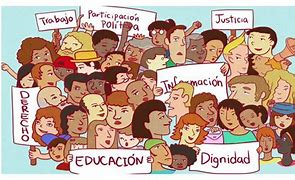 Trabajo
Participación
Política
Justicia
Información
DERECHO
EDUCACIÓN
Dignidad